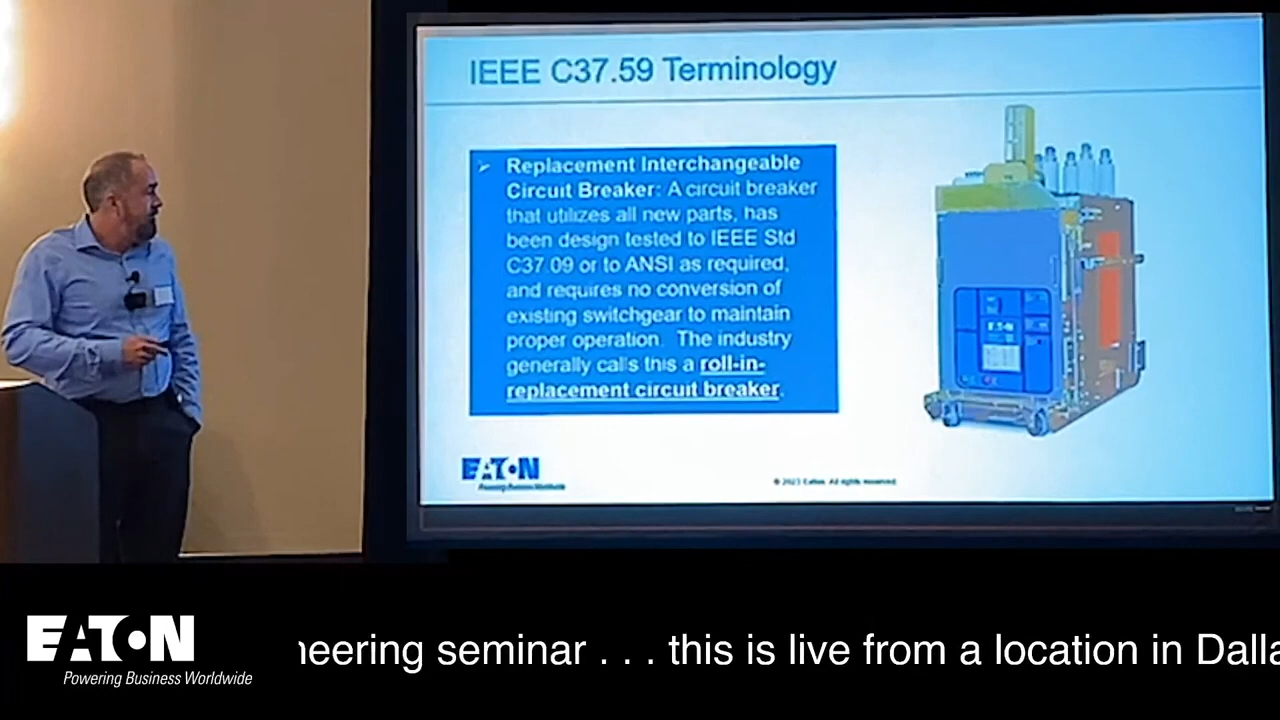 IEEE C37.59 Terminology
➢ Replacement Interchangeable
Circuit Breaker: A circuit breaker
that utilizes all new parts, has
been design tested to IEEE Std
C37.09 or to ANSI as required,
and requires no conversion of
existing switchgear to maintain
proper operation. The industry
generally calls this a roll-in-
replacement circuit breaker.
EATON
EATON
Powering Business Worldwide
© 2023 Eaton. All rights reserved.
EATON
Powering Business Worldwide
neering seminar . . . this is live from a location in Dalla